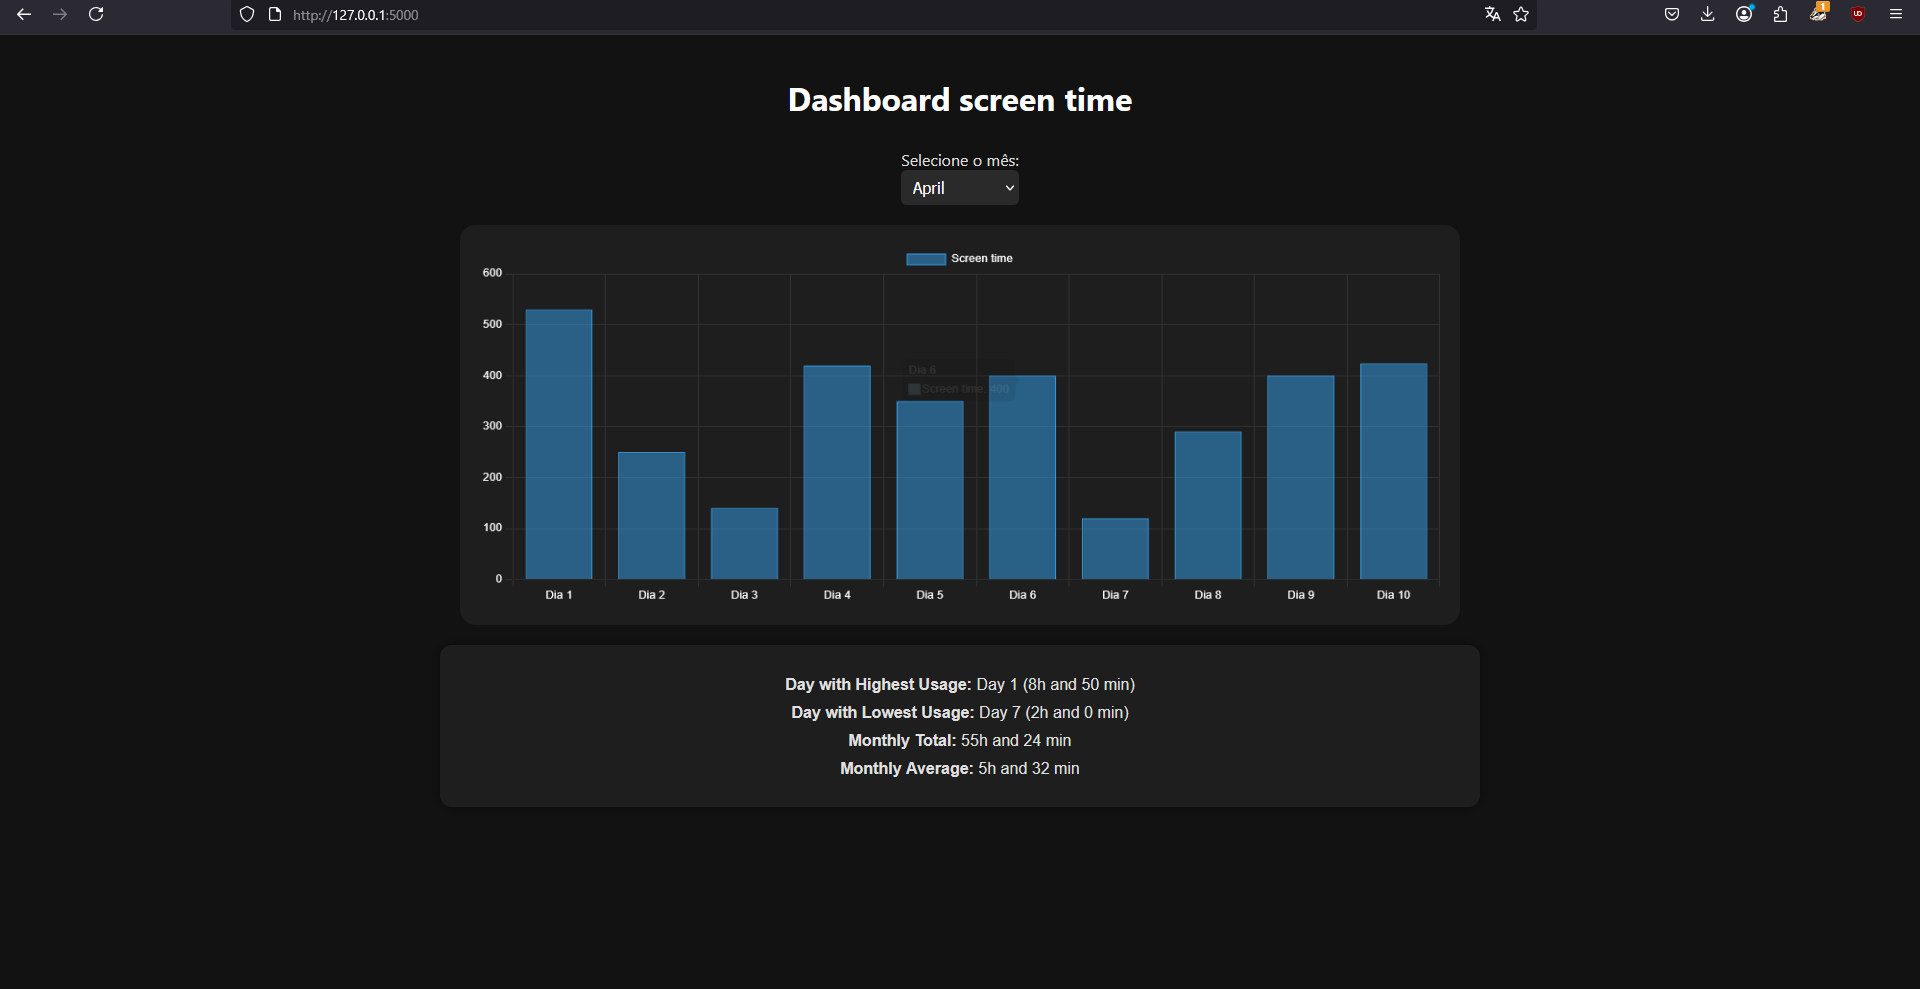 http://127.0.0.1:5000
1
Dashboard screen time
Selecione o mês:
April
Screen time
600
500
400
300
200
100
0
Dia 6
Screen time: 400
Dia 1 Dia 2 Dia 3 Dia 4 Dia 5 Dia 6 Dia 7 Dia 8 Dia 9 Dia 10
Day with Highest Usage: Day 1 (8h and 50 min)
Day with Lowest Usage: Day 7 (2h and 0 min)
Monthly Total: 55h and 24 min
Monthly Average: 5h and 32 min